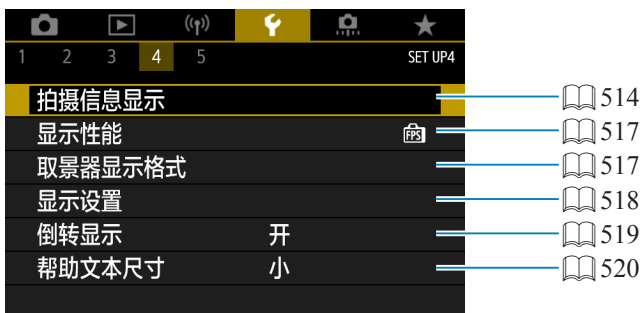 1 2 3 4 5 SET UP4
拍摄信息显示 514
显示性能 FPS 517
取景器显示格式 517
显示设置 518
倒转显示 开 519
帮助文本尺寸 小 520